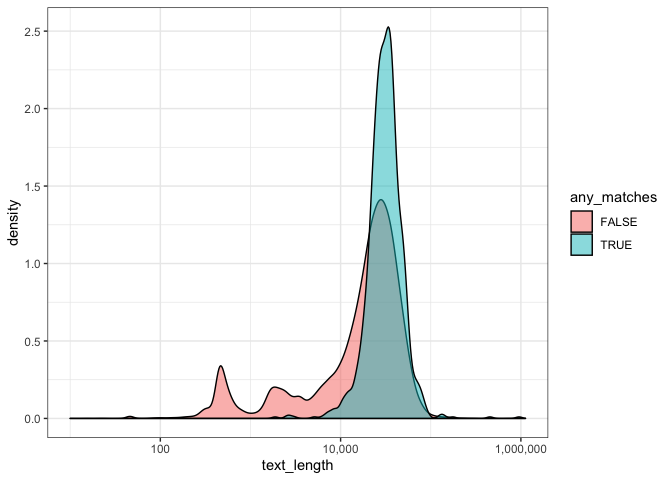 2.5
2.0
1.5
1.0
0.5
0.0
density
100
10,000
1,000,000
text_length
any_matches
FALSE
TRUE